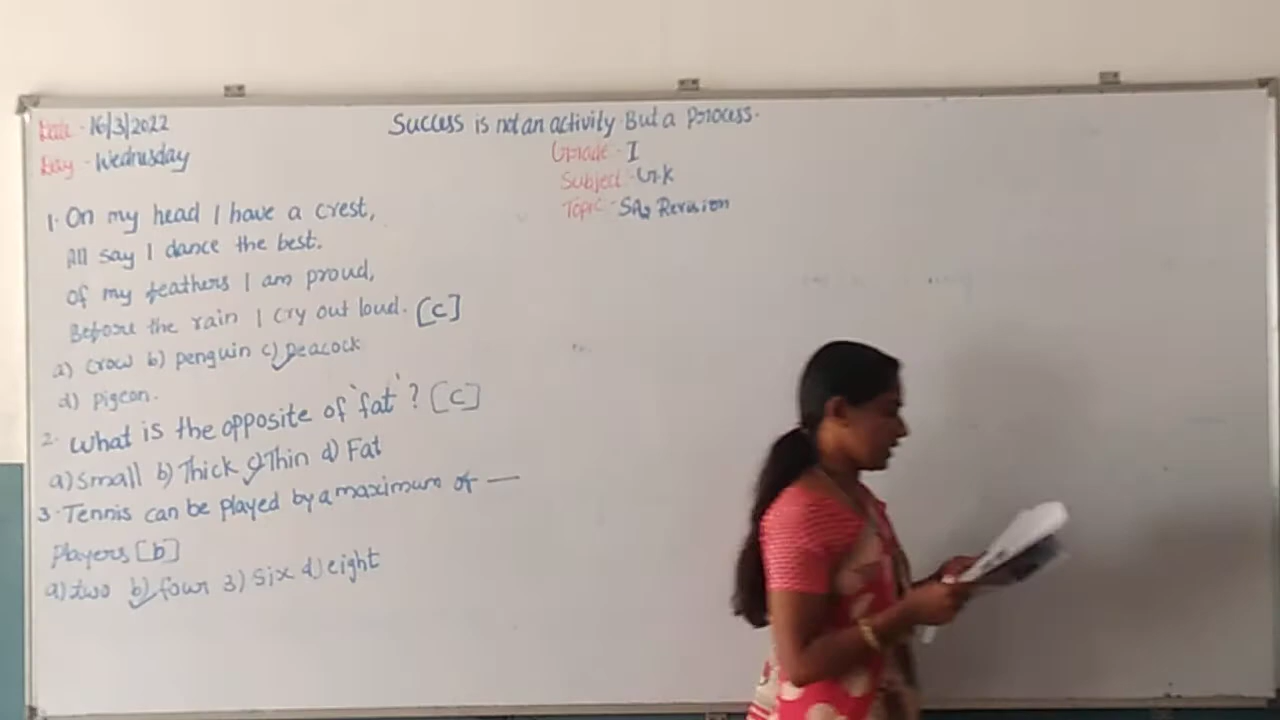 Date - 16/3/2022
Day - Wednesday
Success is not an activity But a process.
Grade - I
Subject - G.K
Topic - SA2 Revision
1. On my head I have a crest,
All say I dance the best.
Of my feathers I am proud,
Before the rain I cry out loud. [c]
a) crow b) penguin c) peacock
d) pigeon.
2. What is the opposite of 'fat'? [c]
a) Small b) Thick c) Thin d) Fat
3. Tennis can be played by a maximum of —
players [b]
a) two b) four 3) six d) eight